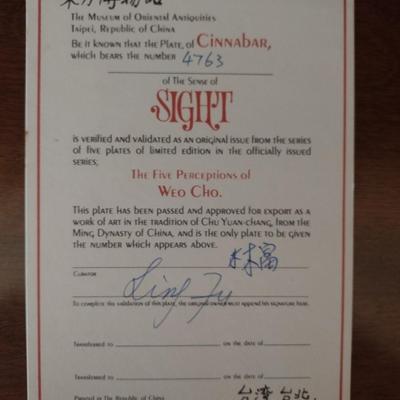 東方博物館
The Museum of Oriental Antiquities
Taipei, Republic of China
Be it known that the Plate, of Cinnabar,
which bears the number 4763
of The Sense of
SIGHT
is verified and validated as an original issue from the series
of five plates of limited edition in the officially issued
series,
The Five Perceptions of
Weo Cho.
This plate has been passed and approved for export as a
work of art in the tradition of Chu Yuan-chang, from the
Ming Dynasty of China, and is the only plate to be given
the number which appears above.
林富
Curator
Ling Fu
To complete the validation of this plate, the original owner must append his signature here.
Transferred to on the date of
Transferred to on the date of
Printed in The Republic of China 台湾台北